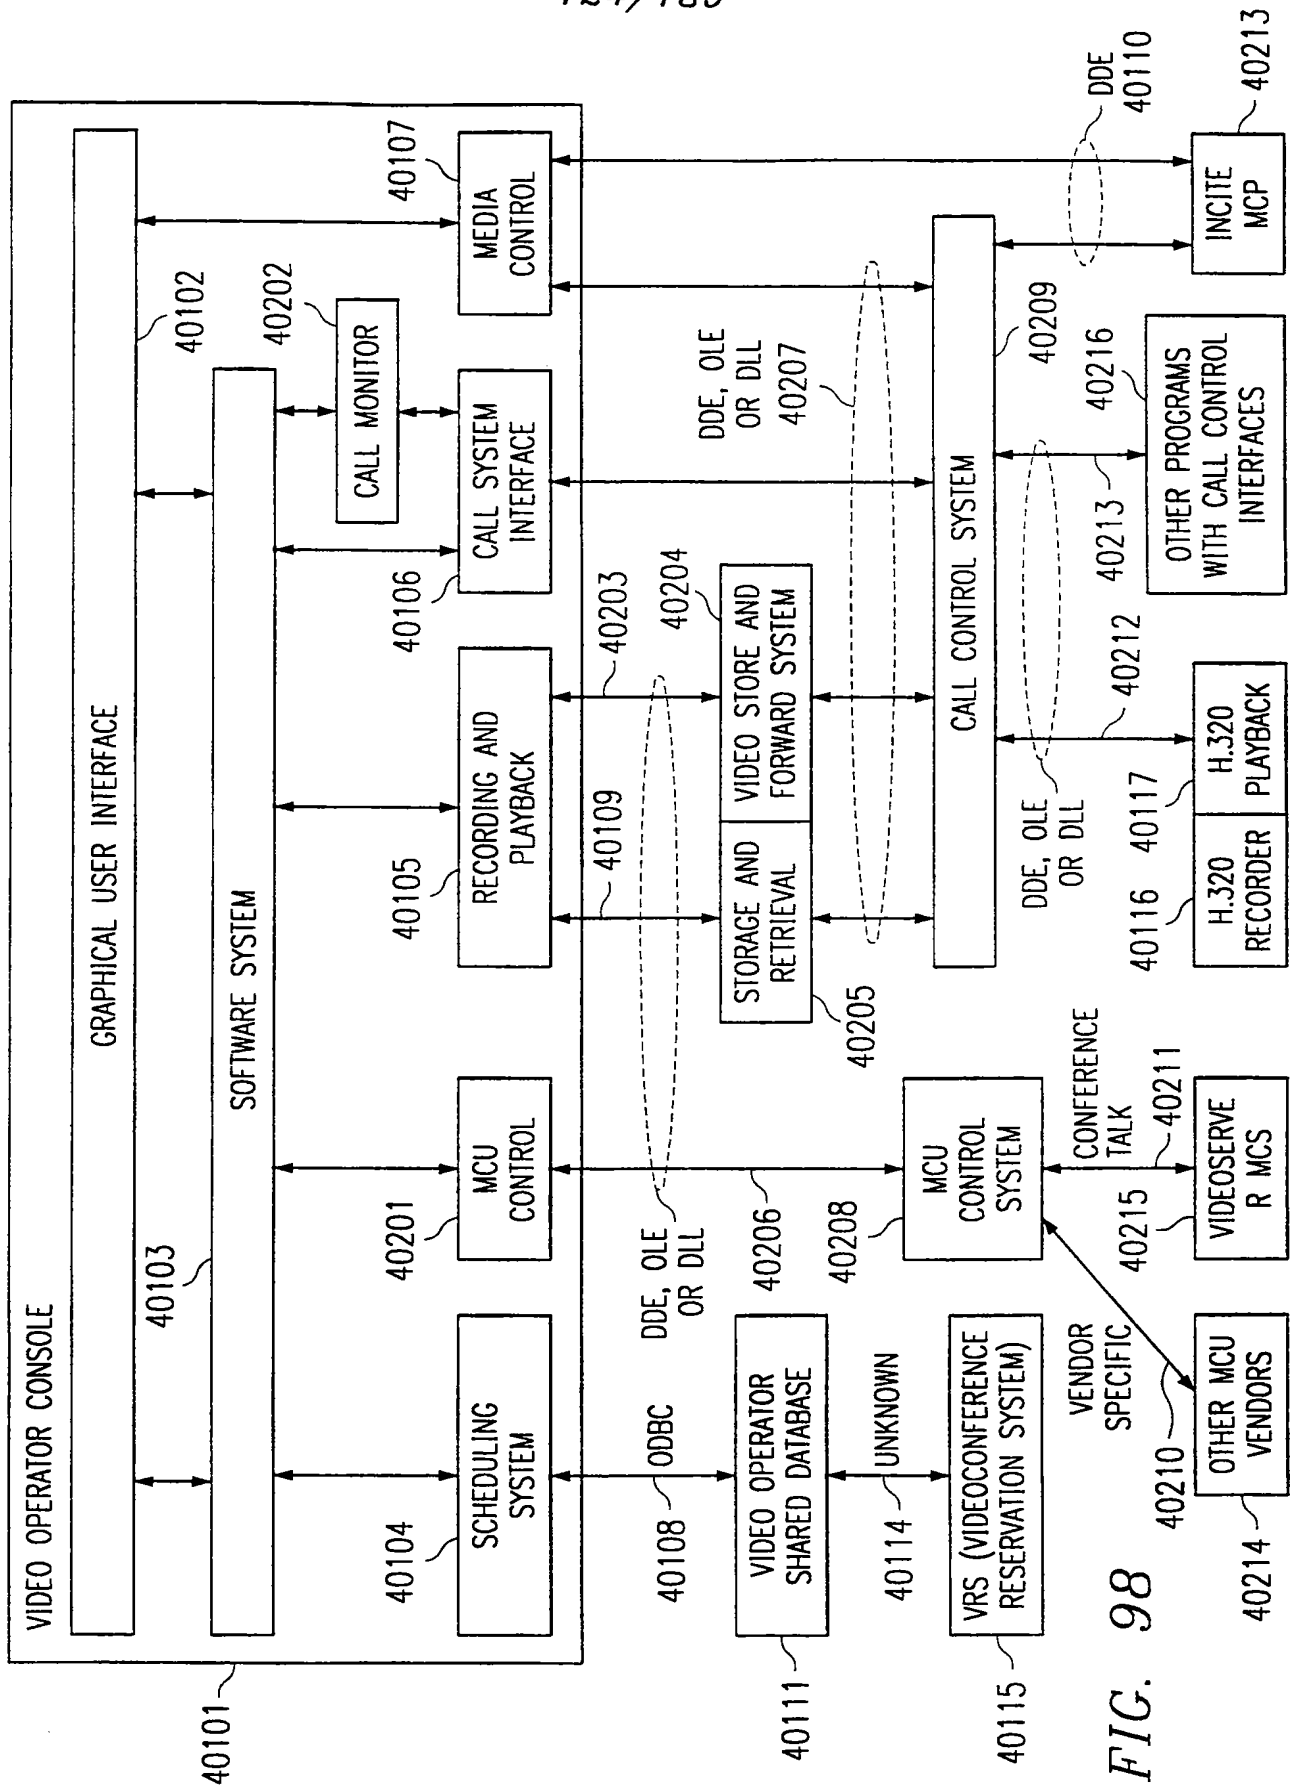 VIDEO OPERATOR CONSOLE
40101
GRAPHICAL USER INTERFACE
40102
40103
SOFTWARE SYSTEM
40202
CALL MONITOR
40104
SCHEDULING
SYSTEM
40201
MCU
CONTROL
40105
RECORDING AND
PLAYBACK
40106
CALL SYSTEM
INTERFACE
40107
MEDIA
CONTROL
40108
ODBC
DDE, OLE
OR DLL
40206
40109
40203
DDE, OLE
OR DLL
40207
DDE
40110
40111
VIDEO OPERATOR
SHARED DATABASE
40205
STORAGE AND
RETRIEVAL
VIDEO STORE AND
FORWARD SYSTEM
40204
40114
UNKNOWN
40115
VRS (VIDEOCONFERENCE
RESERVATION SYSTEM)
40208
MCU
CONTROL
SYSTEM
CALL CONTROL SYSTEM
40209
VENDOR
SPECIFIC
40210
CONFERENCE
TALK
40211
DDE, OLE
OR DLL
40212
40213
40214
OTHER MCU
VENDORS
40215
VIDEOSERVE
R MCS
40116
H.320
RECORDER
40117
H.320
PLAYBACK
40216
OTHER PROGRAMS
WITH CALL CONTROL
INTERFACES
INCITE
MCP
40213
FIG. 98